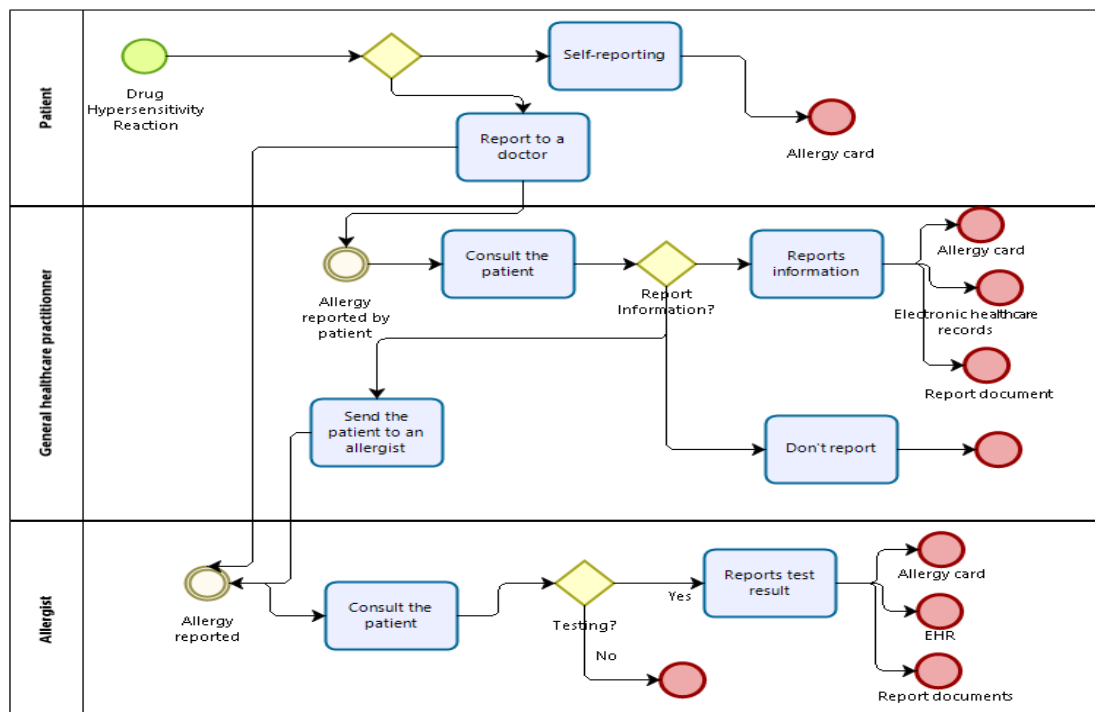 Patient
Drug
Hypersensitivity
Reaction
Self-reporting
Report to a
doctor
Allergy card
General healthcare practitionner
Allergy
reported by
patient
Consult the
patient
Report
Information?
Reports
information
Allergy card
Electronic healthcare
records
Report document
Send the
patient to an
allergist
Don't report
Allergist
Allergy
reported
Consult the
patient
Testing?
Yes
No
Reports test
result
Allergy card
EHR
Report documents